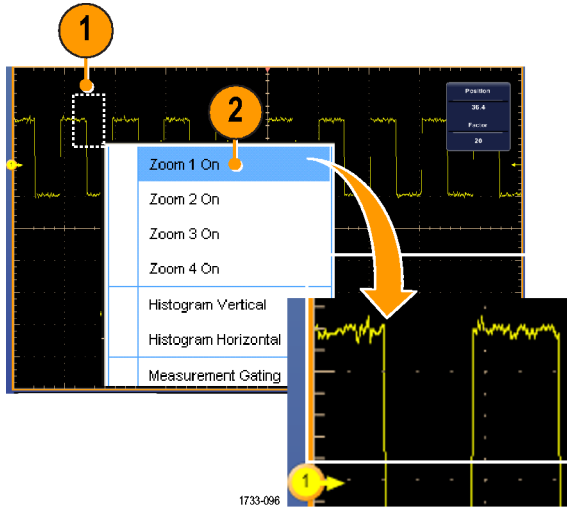 1
2
Position
36.4
Factor
20
Zoom 1 On
Zoom 2 On
Zoom 3 On
Zoom 4 On
Histogram Vertical
Histogram Horizontal
Measurement Gating
1
1733-096